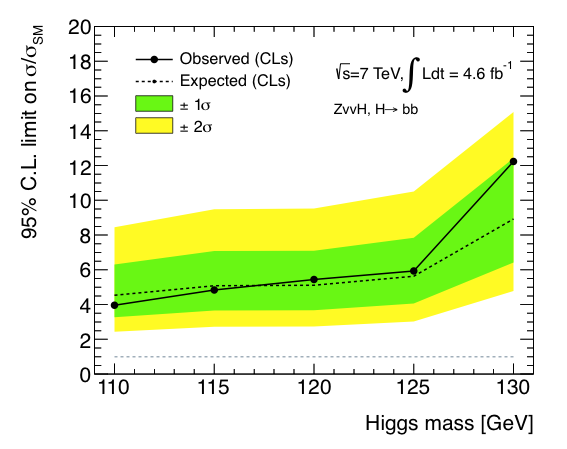 95% C.L. limit on σ/σSM
20
18
16
14
12
10
8
6
4
2
0
Observed (CLs)
Expected (CLs)
± 1σ
± 2σ
√s=7 TeV, ∫ Ldt = 4.6 fb-1
ZvvH, H→ bb
110 115 120 125 130
Higgs mass [GeV]